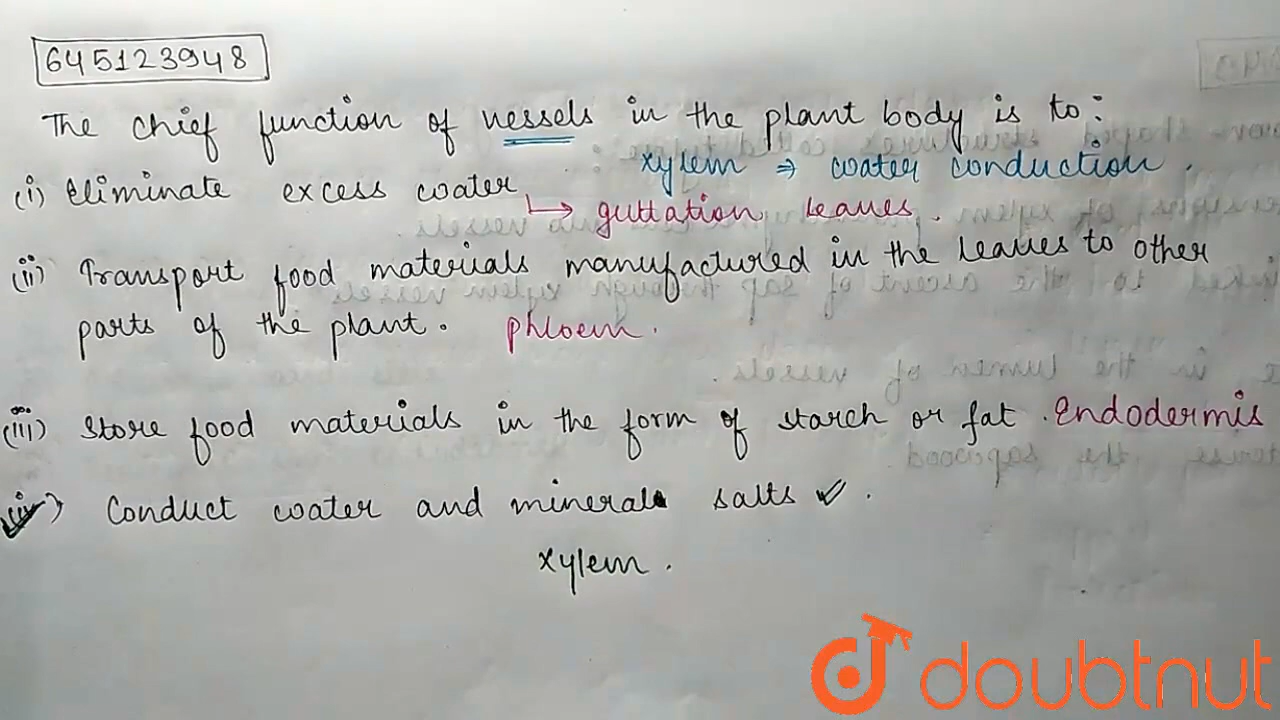 645123948
The chief function of vessels in the plant body is to:
xylem ⇒ water conduction.
(i) Eliminate excess water
↳ guttation, leaves.
(ii) Transport food materials manufactured in the leaves to other
parts of the plant. phloem.
(iii) Store food materials in the form of starch or fat. Endodermis
(iv) Conduct water and mineral salts ✓.
xylem.
doubtnut